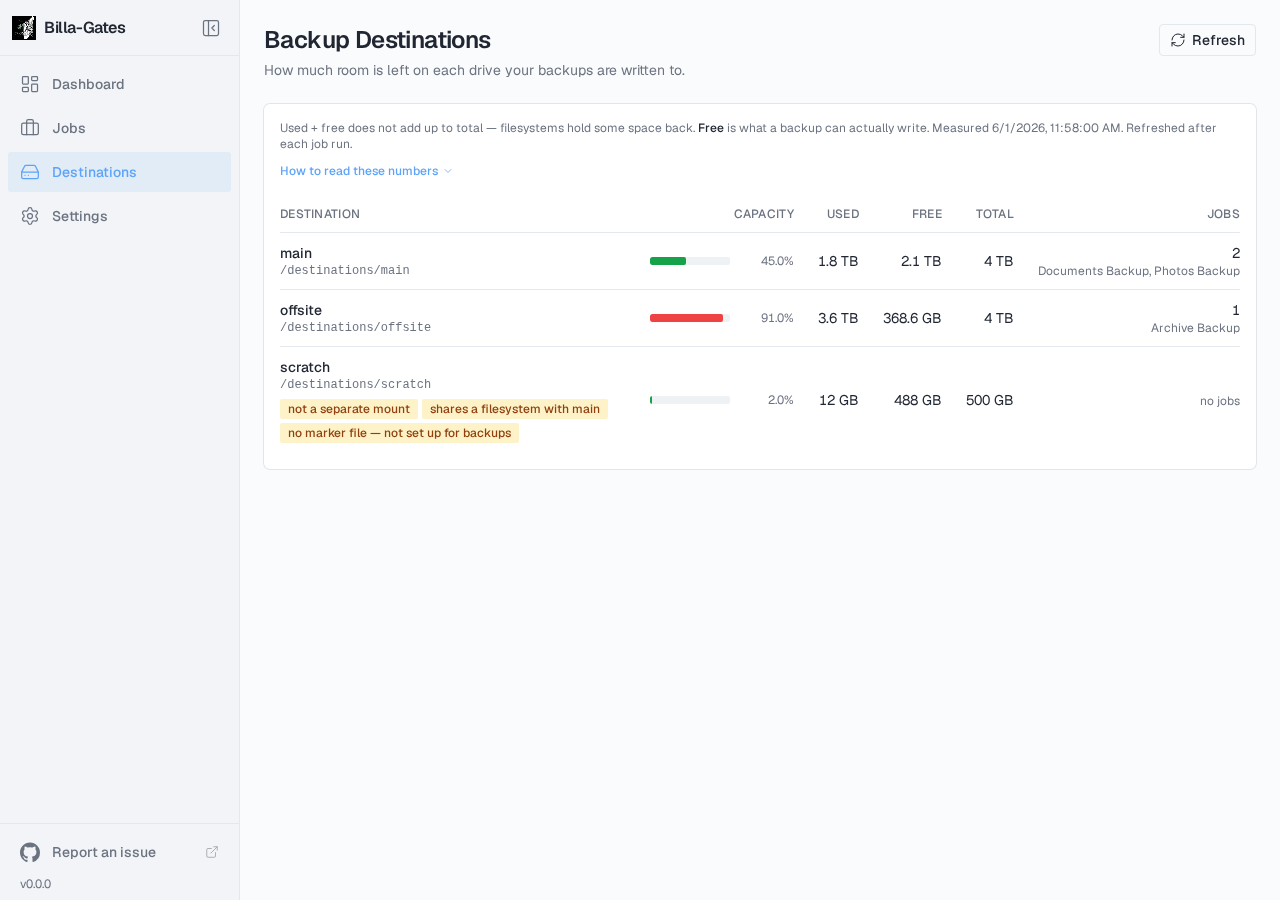 Billa-Gates
Dashboard
Jobs
Destinations
Settings
Report an issue
v0.0.0
Backup Destinations
Refresh
How much room is left on each drive your backups are written to.
Used + free does not add up to total — filesystems hold some space back. Free is what a backup can actually write. Measured 6/1/2026, 11:58:00 AM. Refreshed after
each job run.
How to read these numbers
DESTINATION CAPACITY USED FREE TOTAL JOBS
main
/destinations/main
45.0% 1.8 TB 2.1 TB 4 TB 2
Documents Backup, Photos Backup
offsite
/destinations/offsite
91.0% 3.6 TB 368.6 GB 4 TB 1
Archive Backup
scratch
/destinations/scratch
not a separate mount shares a filesystem with main
no marker file — not set up for backups
2.0% 12 GB 488 GB 500 GB no jobs